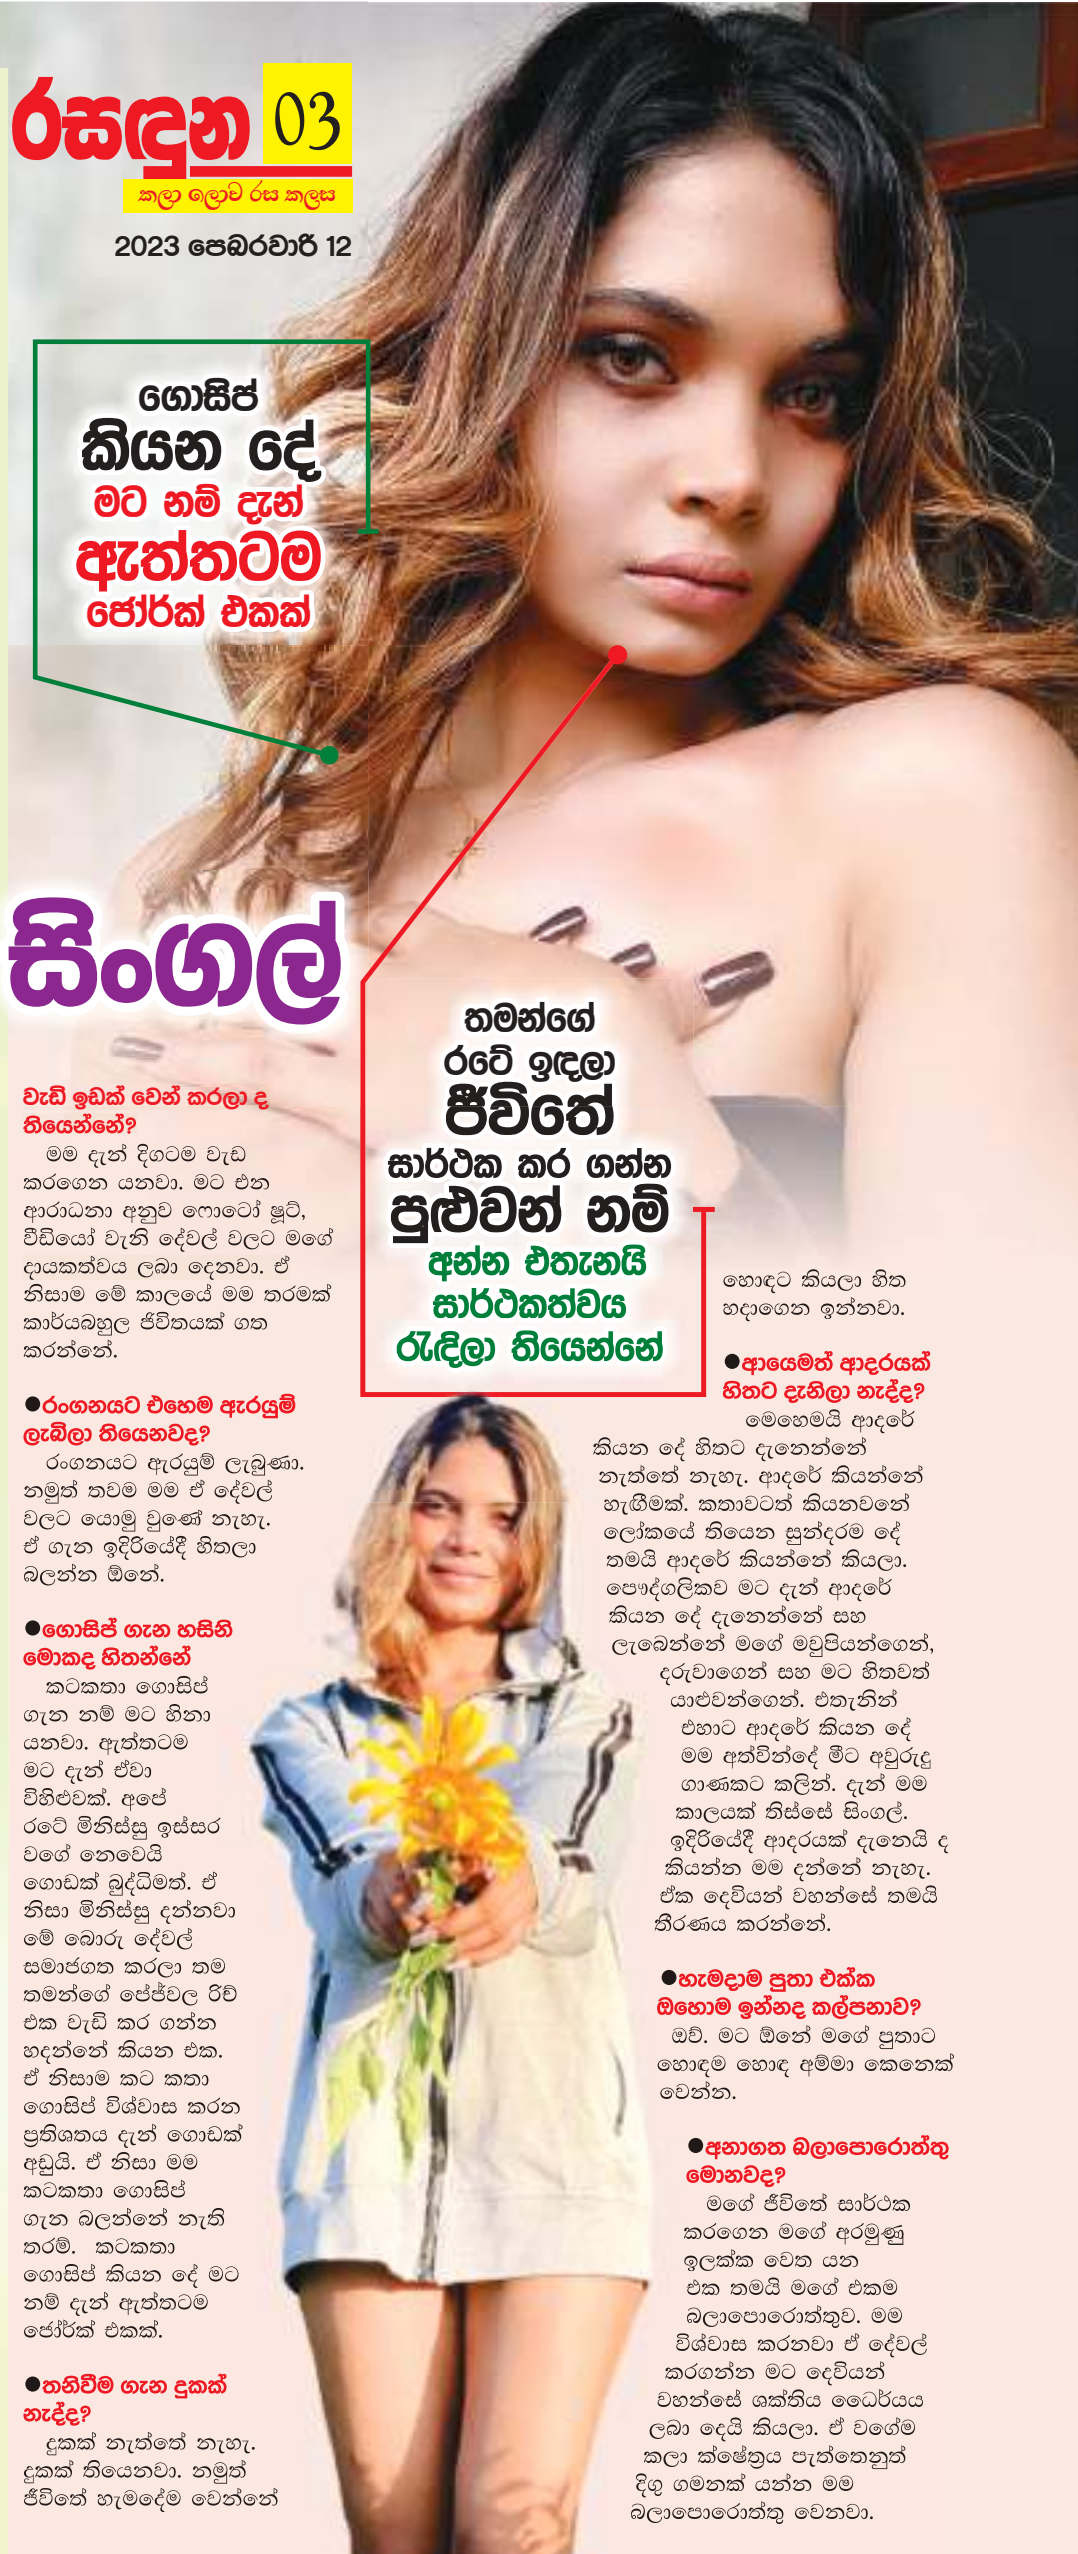 රසඳුන 03
කලා ලොව රස කලස
2023 පෙබරවාරි 12
ගොසිප්
කියන දේ
මට නම් දැන්
ඇත්තටම
ජෝර්ක් එකක්
සිංගල්
තමන්ගේ
රටේ ඉඳලා
ජීවිතේ
සාර්ථක කර ගන්න
පුළුවන් නම්
අන්න එතැනයි
සාර්ථකත්වය
රැඳිලා තියෙන්නේ
වැඩි ඉඩක් වෙන් කරලා ද
තියෙන්නේ?
මම දැන් දිගටම වැඩ
කරගෙන යනවා. මට එන
ආරාධනා අනුව ෆොටෝ ෂූට්,
වීඩියෝ වැනි දේවල් වලට මගේ
දායකත්වය ලබා දෙනවා. ඒ
නිසාම මේ කාලයේ මම තරමක්
කාර්යබහුල ජිවිතයක් ගත
කරන්නේ.
●රංගනයට එහෙම ඇරයුම්
ලැබිලා තියෙනවද?
රංගනයට ඇරයුම් ලැබුණා.
නමුත් තවම මම ඒ දේවල්
වලට යොමු වුණේ නැහැ.
ඒ ගැන ඉදිරියේදී හිතලා
බලන්න ඕනේ.
●ගොසිප් ගැන හසිනි
මොකද හිතන්නේ
කටකතා ගොසිප්
ගැන නම් මට හිනා
යනවා. ඇත්තටම
මට දැන් ඒවා
විහිළුවක්. අපේ
රටේ මිනිස්සු ඉස්සර
වගේ නෙවෙයි
ගොඩක් බුද්ධිමත්. ඒ
නිසා මිනිස්සු දන්නවා
මේ බොරු දේවල්
සමාජගත කරලා තම
තමන්ගේ පේජ්වල රිච්
එක වැඩි කර ගන්න
හදන්නේ කියන එක.
ඒ නිසාම කට කතා
ගොසිප් විශ්වාස කරන
ප්‍රතිශතය දැන් ගොඩක්
අඩුයි. ඒ නිසා මම
කටකතා ගොසිප්
ගැන බලන්නේ නැති
තරම්. කටකතා
ගොසිප් කියන දේ මට
නම් දැන් ඇත්තටම
ජෝර්ක් එකක්.
●තනිවීම ගැන දුකක්
නැද්ද?
දුකක් නැත්තේ නැහැ.
දුකක් තියෙනවා. නමුත්
ජීවිතේ හැමදේම වෙන්නේ
හොඳට කියලා හිත
හදාගෙන ඉන්නවා.
●ආයෙමත් ආදරයක්
හිතට දැනිලා නැද්ද?
මෙහෙමයි ආදරේ
කියන දේ හිතට දැනෙන්නේ
නැත්තේ නැහැ. ආදරේ කියන්නේ
හැඟීමක්. කතාවටත් කියනවනේ
ලෝකයේ තියෙන සුන්දරම දේ
තමයි ආදරේ කියන්නේ කියලා.
පෞද්ගලිකව මට දැන් ආදරේ
කියන දේ දැනෙන්නේ සහ
ලැබෙන්නේ මගේ මවුපියන්ගෙන්,
දරුවාගෙන් සහ මට හිතවත්
යාළුවන්ගෙන්. එතැනින්
එහාට ආදරේ කියන දේ
මම අත්වින්දේ මීට අවුරුදු
ගාණකට කලින්. දැන් මම
කාලයක් තිස්සේ සිංගල්.
ඉදිරියේදී ආදරයක් දැනෙයි ද
කියන්න මම දන්නේ නැහැ.
ඒක දෙවියන් වහන්සේ තමයි
තීරණය කරන්නේ.
●හැමදාම පුතා එක්ක
ඔහොම ඉන්නද කල්පනාව?
ඔව්. මට ඕනේ මගේ පුතාට
හොඳම හොඳ අම්මා කෙනෙක්
වෙන්න.
●අනාගත බලාපොරොත්තු
මොනවද?
මගේ ජීවිතේ සාර්ථක
කරගෙන මගේ අරමුණු
ඉලක්ක වෙත යන
එක තමයි මගේ එකම
බලාපොරොත්තුව. මම
විශ්වාස කරනවා ඒ දේවල්
කරගන්න මට දෙවියන්
වහන්සේ ශක්තිය ධෛර්යය
ලබා දෙයි කියලා. ඒ වගේම
කලා ක්ෂේත්‍රය පැත්තෙනුත්
දිගු ගමනක් යන්න මම
බලාපොරොත්තු වෙනවා.